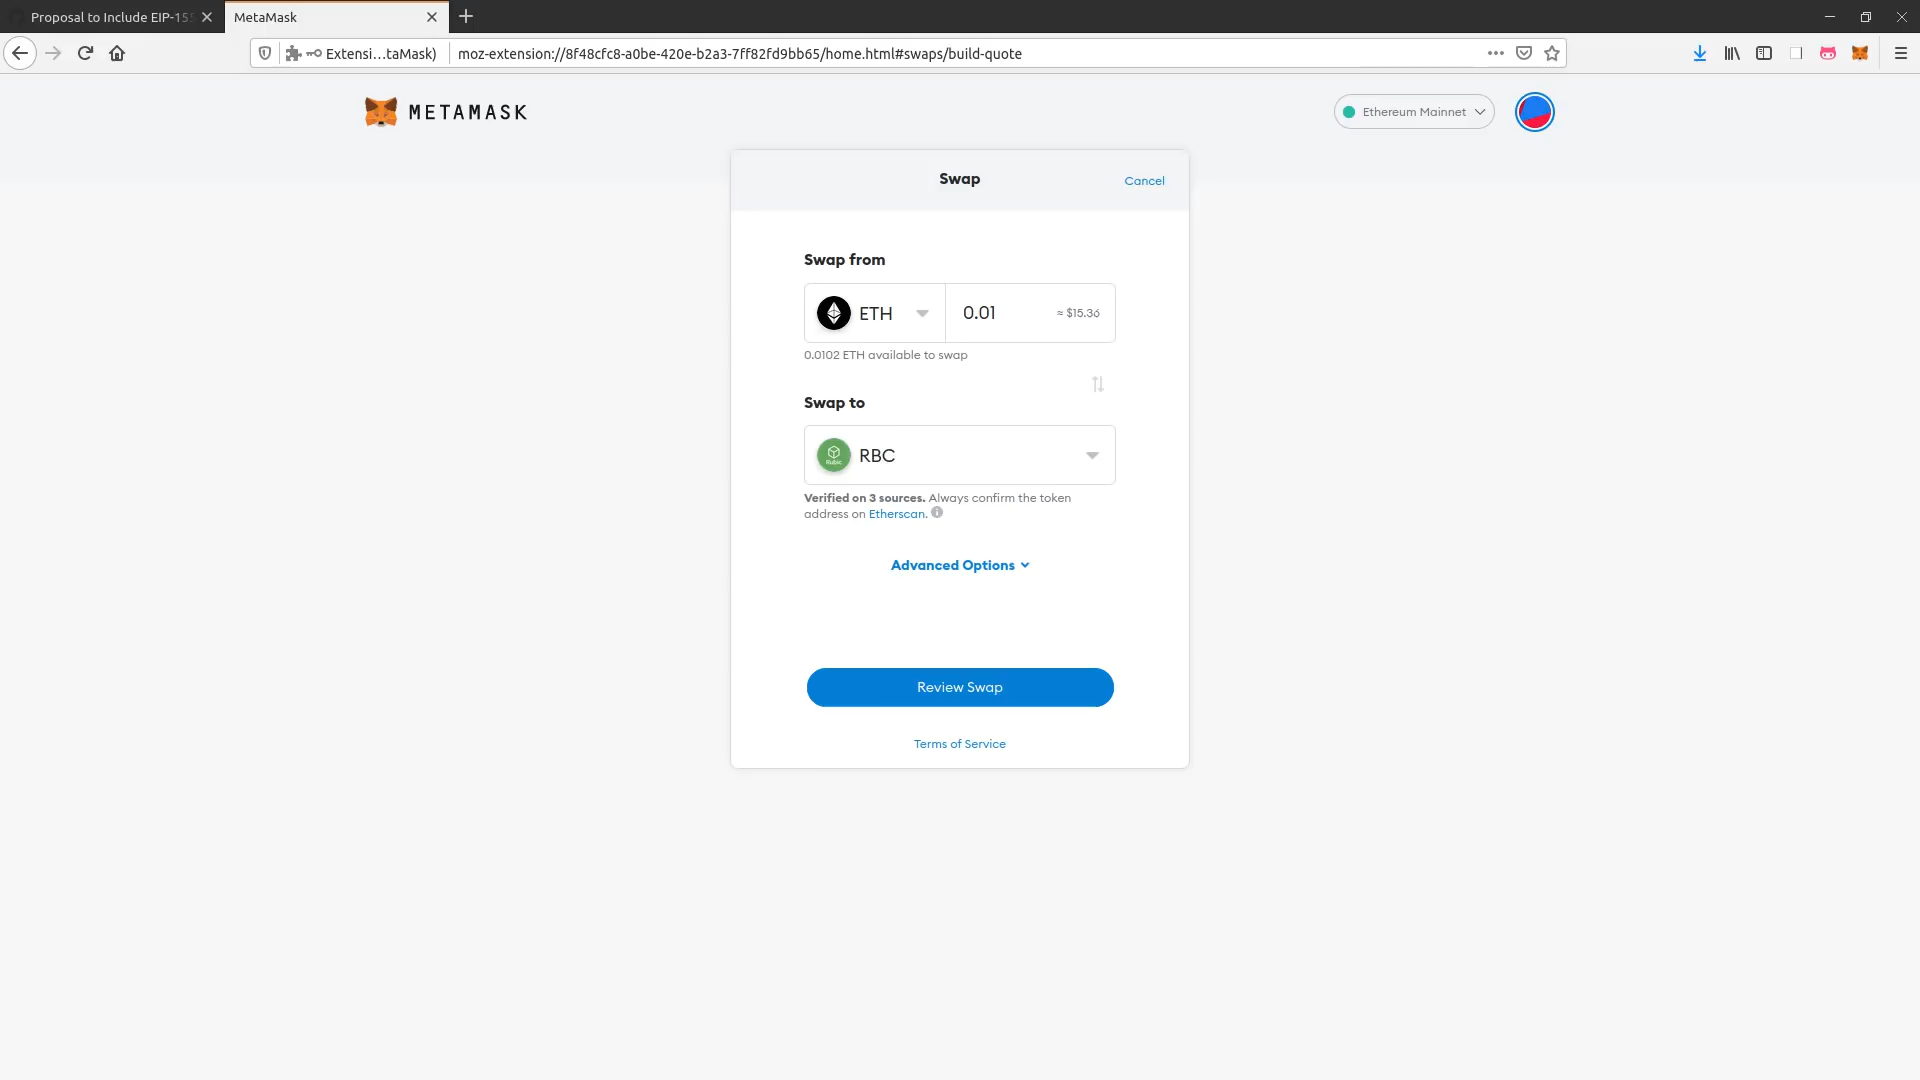 Proposal to Include EIP-155
MetaMask
Extensi...taMask)
moz-extension://8f48cfc8-a0be-420e-b2a3-7ff82fd9bb65/home.html#swaps/build-quote
METAMASK
Ethereum Mainnet
Swap
Cancel
Swap from
ETH
0.01
≈ $15.36
0.0102 ETH available to swap
Swap to
Rubic
RBC
Verified on 3 sources. Always confirm the token
address on Etherscan.
Advanced Options
Review Swap
Terms of Service